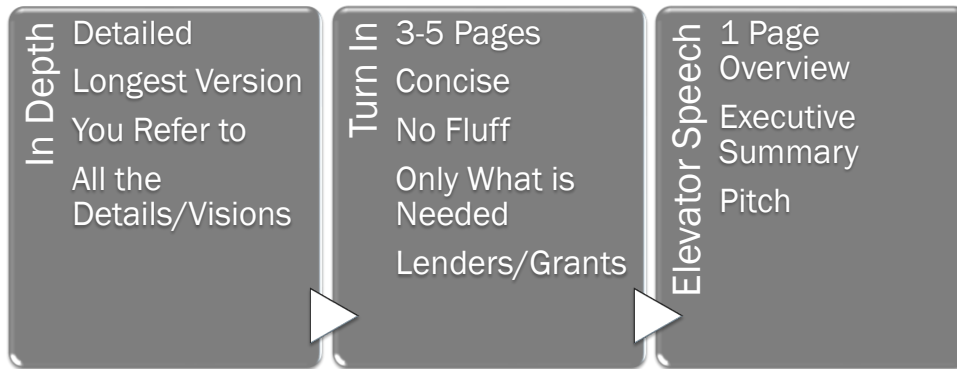 In Depth
Detailed
Longest Version
You Refer to
All the
Details/Visions
Turn In
3-5 Pages
Concise
No Fluff
Only What is
Needed
Lenders/Grants
Elevator Speech
1 Page
Overview
Executive
Summary
Pitch